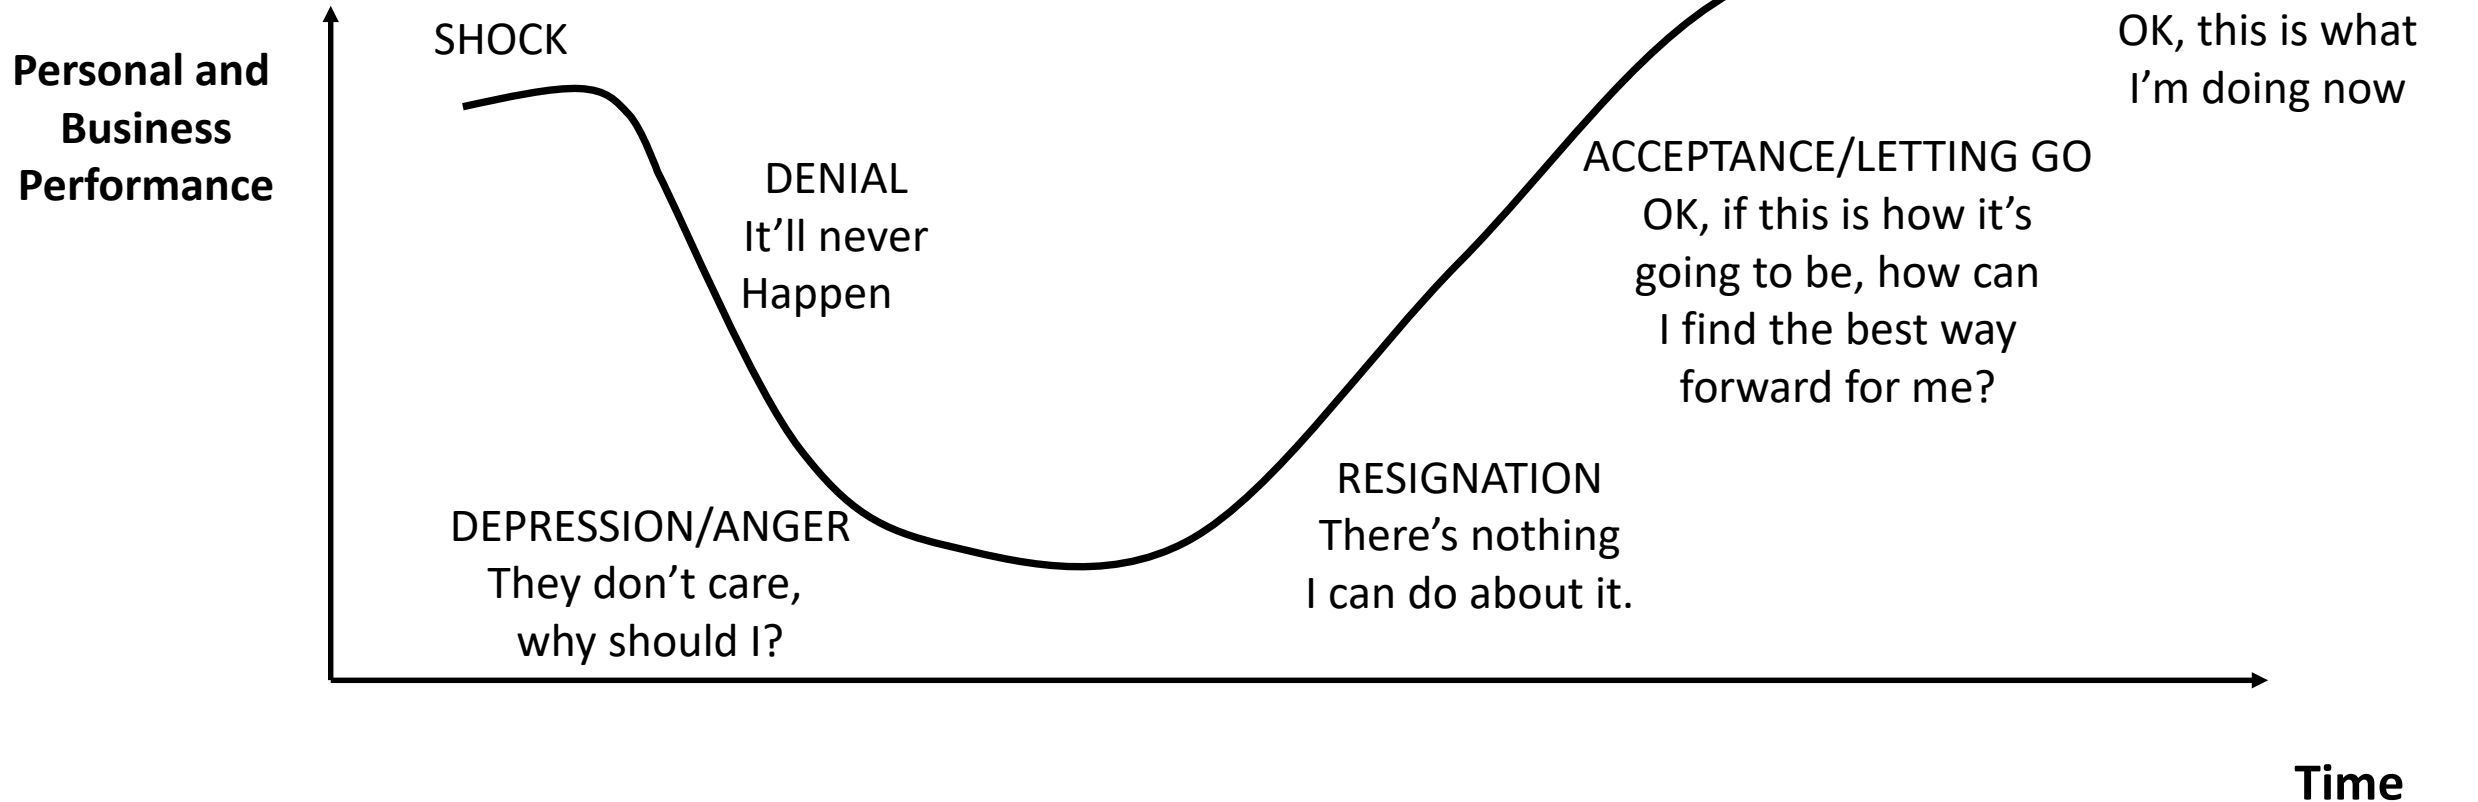 Personal and
Business
Performance
SHOCK
DENIAL
It’ll never
Happen
DEPRESSION/ANGER
They don’t care,
why should I?
RESIGNATION
There’s nothing
I can do about it.
ACCEPTANCE/LETTING GO
OK, if this is how it’s
going to be, how can
I find the best way
forward for me?
OK, this is what
I’m doing now
Time